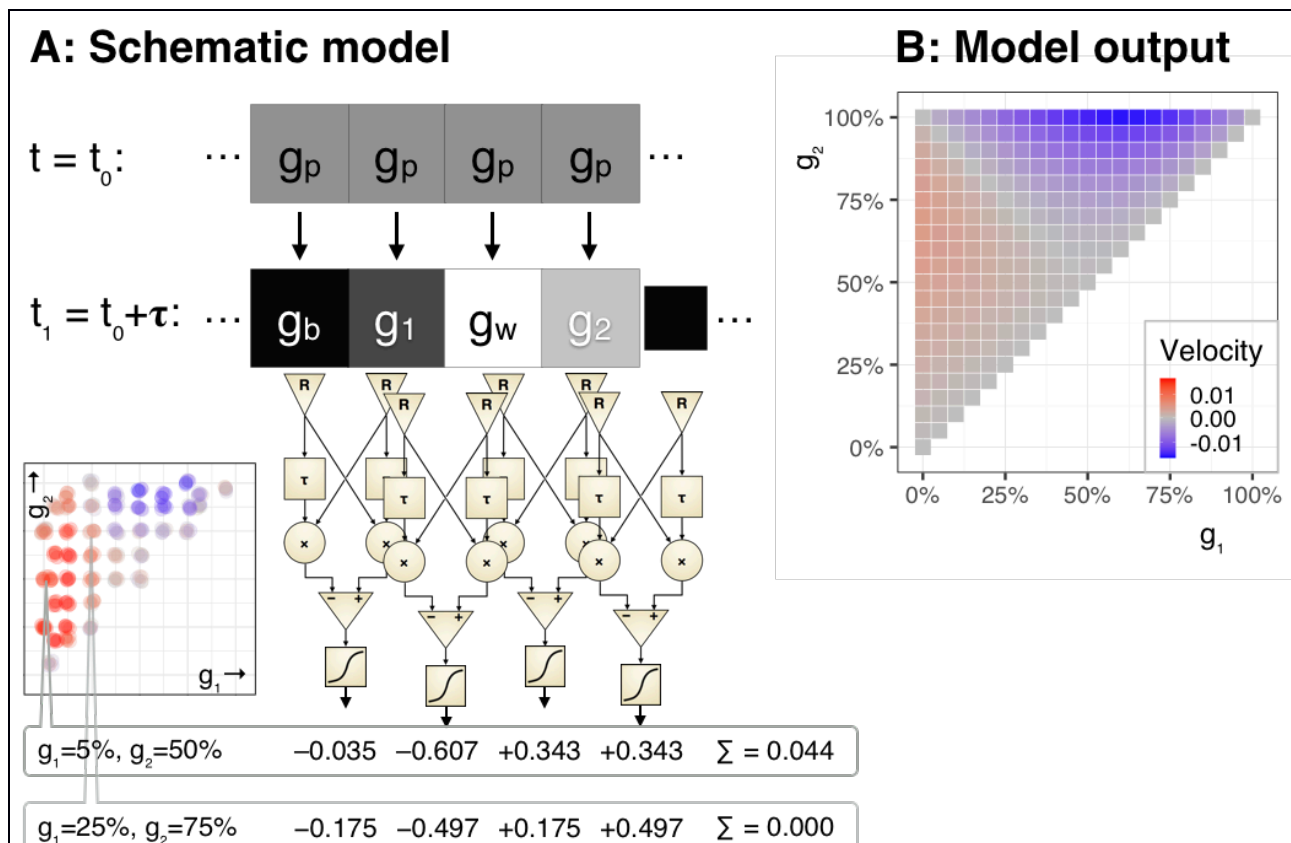 A: Schematic model
B: Model output
t = t₀:
... gₚ gₚ gₚ gₚ ...
t₁ = t₀+τ:
... g_b g₁ g_w g₂ ...
R R R R R R R R
τ τ τ τ
× × × × × × × ×
− + − + − + − +
g₂→
g₁→
g₁=5%, g₂=50% −0.035 −0.607 +0.343 +0.343 ∑ = 0.044
g₁=25%, g₂=75% −0.175 −0.497 +0.175 +0.497 ∑ = 0.000
g₂
100%
75%
50%
25%
0%
0% 25% 50% 75% 100%
g₁
Velocity
0.01
0.00
-0.01